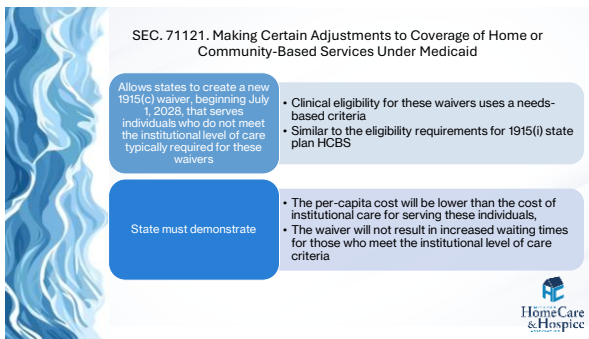 SEC. 71121. Making Certain Adjustments to Coverage of Home or
Community-Based Services Under Medicaid
Allows states to create a new
1915(c) waiver, beginning July
1, 2028, that serves
individuals who do not meet
the institutional level of care
typically required for these
waivers
• Clinical eligibility for these waivers uses a needs-
based criteria
• Similar to the eligibility requirements for 1915(i) state
plan HCBS
State must demonstrate
• The per-capita cost will be lower than the cost of
institutional care for serving these individuals,
• The waiver will not result in increased waiting times
for those who meet the institutional level of care
criteria
HomeCare
&Hospice